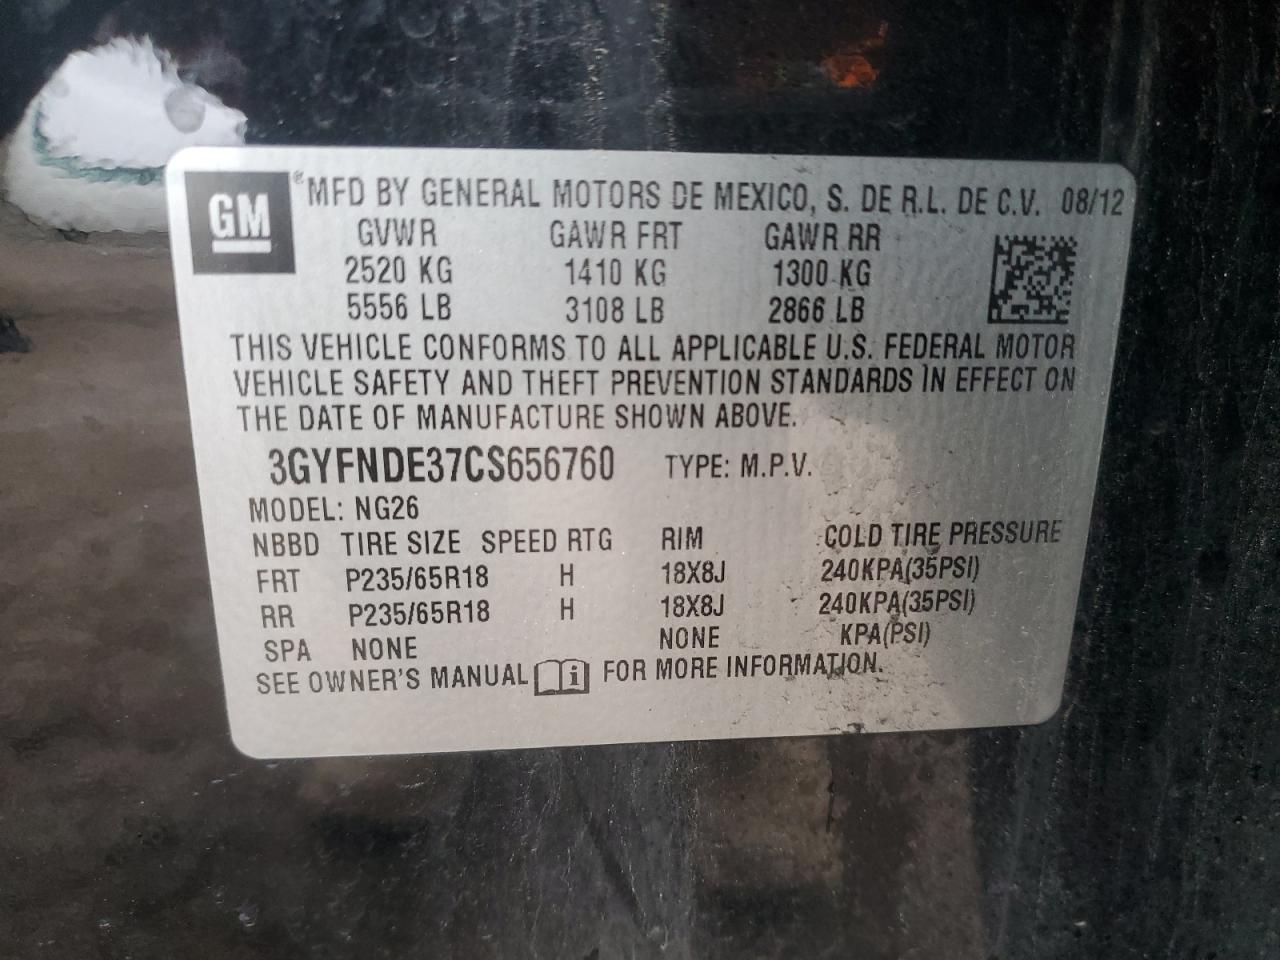 GM ® MFD BY GENERAL MOTORS DE MEXICO, S. DE R.L. DE C.V. 08/12
GVWR GAWR FRT GAWR RR
2520 KG 1410 KG 1300 KG
5556 LB 3108 LB 2866 LB
THIS VEHICLE CONFORMS TO ALL APPLICABLE U.S. FEDERAL MOTOR
VEHICLE SAFETY AND THEFT PREVENTION STANDARDS IN EFFECT ON
THE DATE OF MANUFACTURE SHOWN ABOVE.
3GYFNDE37CS656760 TYPE: M.P.V.
MODEL: NG26
NBBD TIRE SIZE SPEED RTG RIM COLD TIRE PRESSURE
FRT P235/65R18 H 18X8J 240KPA(35PSI)
RR P235/65R18 H 18X8J 240KPA(35PSI)
SPA NONE NONE KPA(PSI)
SEE OWNER'S MANUAL i FOR MORE INFORMATION.